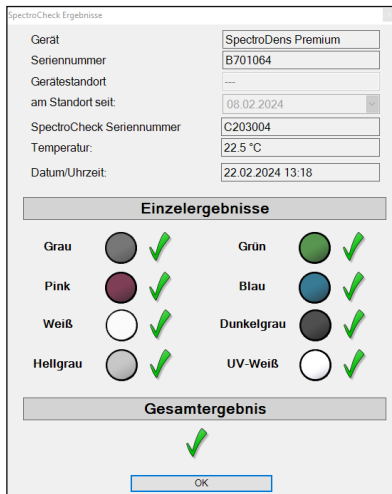 SpectroCheck Ergebnisse
Gerät SpectroDens Premium
Seriennummer B701064
Gerätestandort ---
am Standort seit: 08.02.2024
SpectroCheck Seriennummer C203004
Temperatur: 22.5 °C
Datum/Uhrzeit: 22.02.2024 13:18
Einzelergebnisse
Grau Grün
Pink Blau
Weiß Dunkelgrau
Hellgrau UV-Weiß
Gesamtergebnis
OK